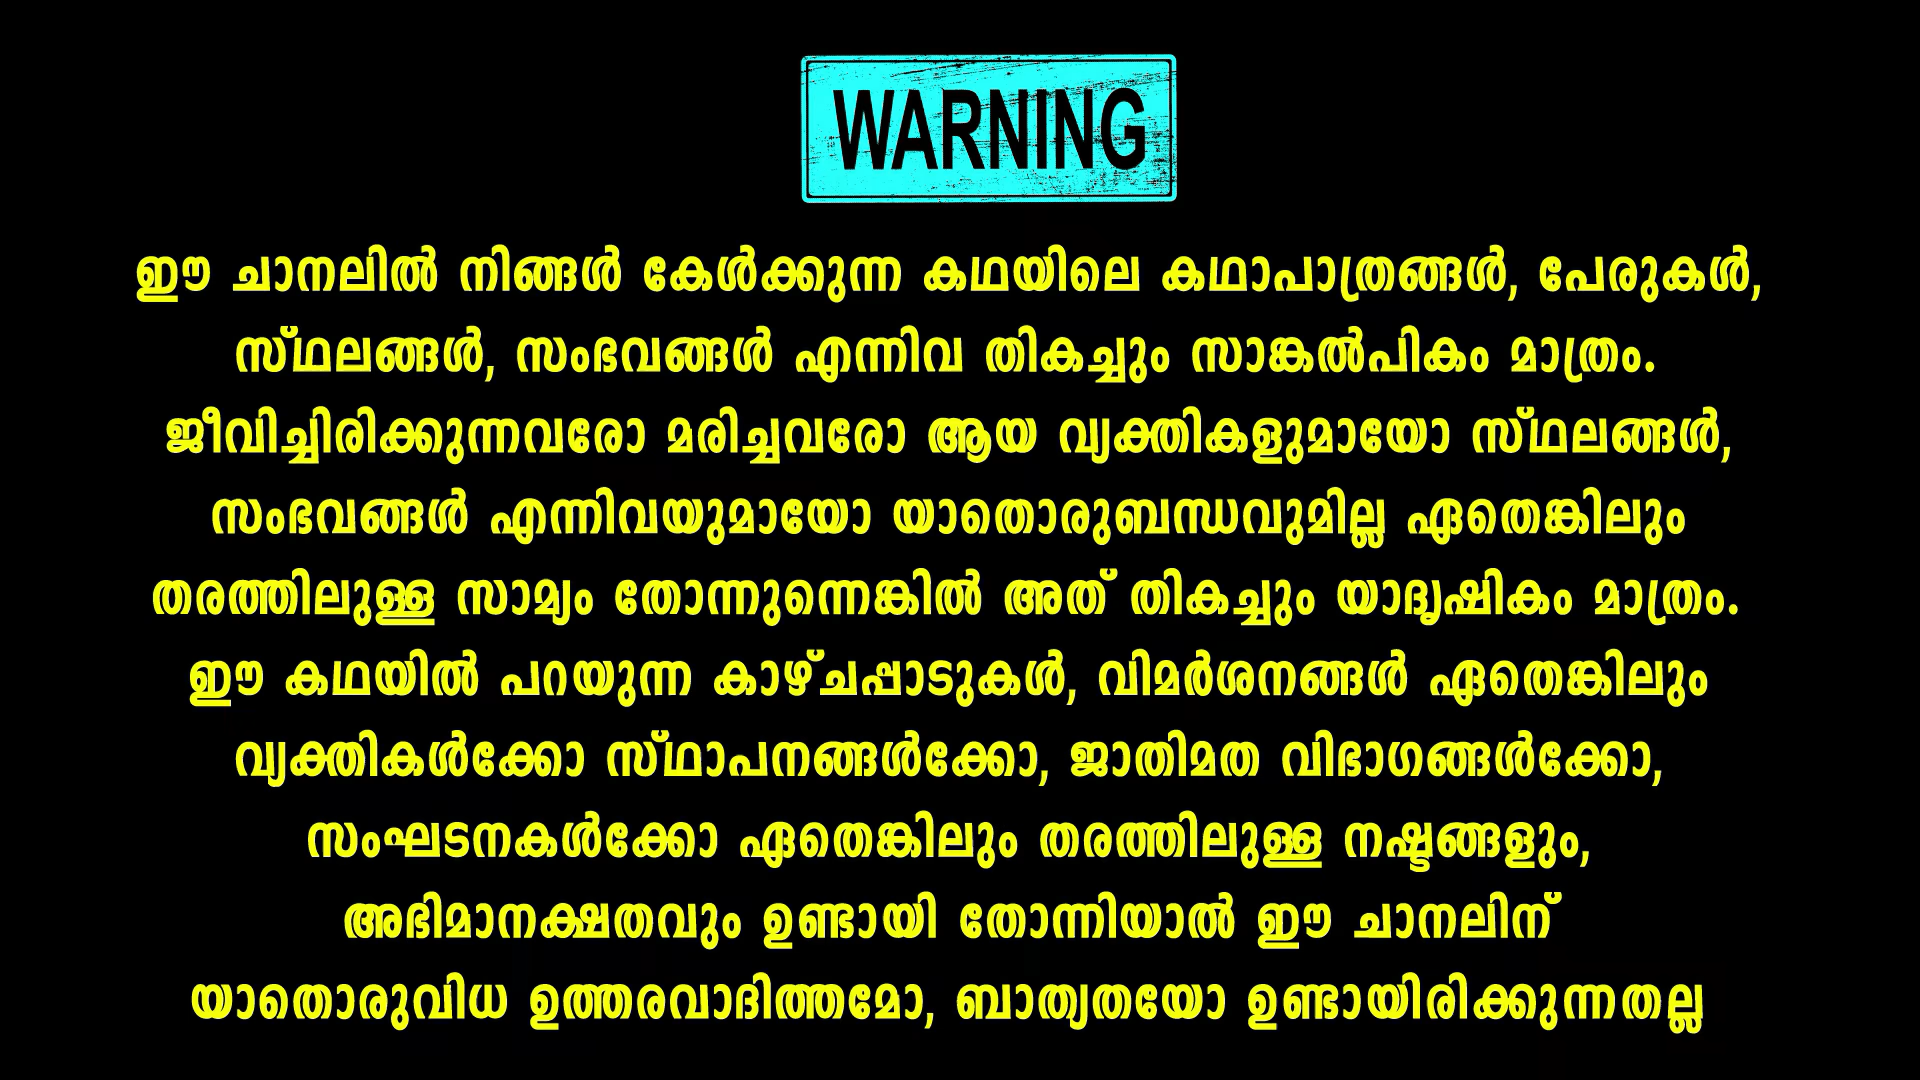 WARNING
ഈ ചാനലിൽ നിങ്ങൾ കേൾക്കുന്ന കഥയിലെ കഥാപാത്രങ്ങൾ, പേരുകൾ,
സ്ഥലങ്ങൾ, സംഭവങ്ങൾ എന്നിവ തികച്ചും സാങ്കൽപികം മാത്രം.
ജീവിച്ചിരിക്കുന്നവരോ മരിച്ചവരോ ആയ വ്യക്തികളുമായോ സ്ഥലങ്ങൾ,
സംഭവങ്ങൾ എന്നിവയുമായോ യാതൊരുബന്ധവുമില്ല ഏതെങ്കിലും
തരത്തിലുള്ള സാമ്യം തോന്നുന്നെങ്കിൽ അത് തികച്ചും യാദൃഷികം മാത്രം.
ഈ കഥയിൽ പറയുന്ന കാഴ്ചപ്പാടുകൾ, വിമർശനങ്ങൾ ഏതെങ്കിലും
വ്യക്തികൾക്കോ സ്ഥാപനങ്ങൾക്കോ, ജാതിമത വിഭാഗങ്ങൾക്കോ,
സംഘടനകൾക്കോ ഏതെങ്കിലും തരത്തിലുള്ള നഷ്ടങ്ങളും,
അഭിമാനക്ഷതവും ഉണ്ടായി തോന്നിയാൽ ഈ ചാനലിന്
യാതൊരുവിധ ഉത്തരവാദിത്തമോ, ബാത്യതയോ ഉണ്ടായിരിക്കുന്നതല്ല